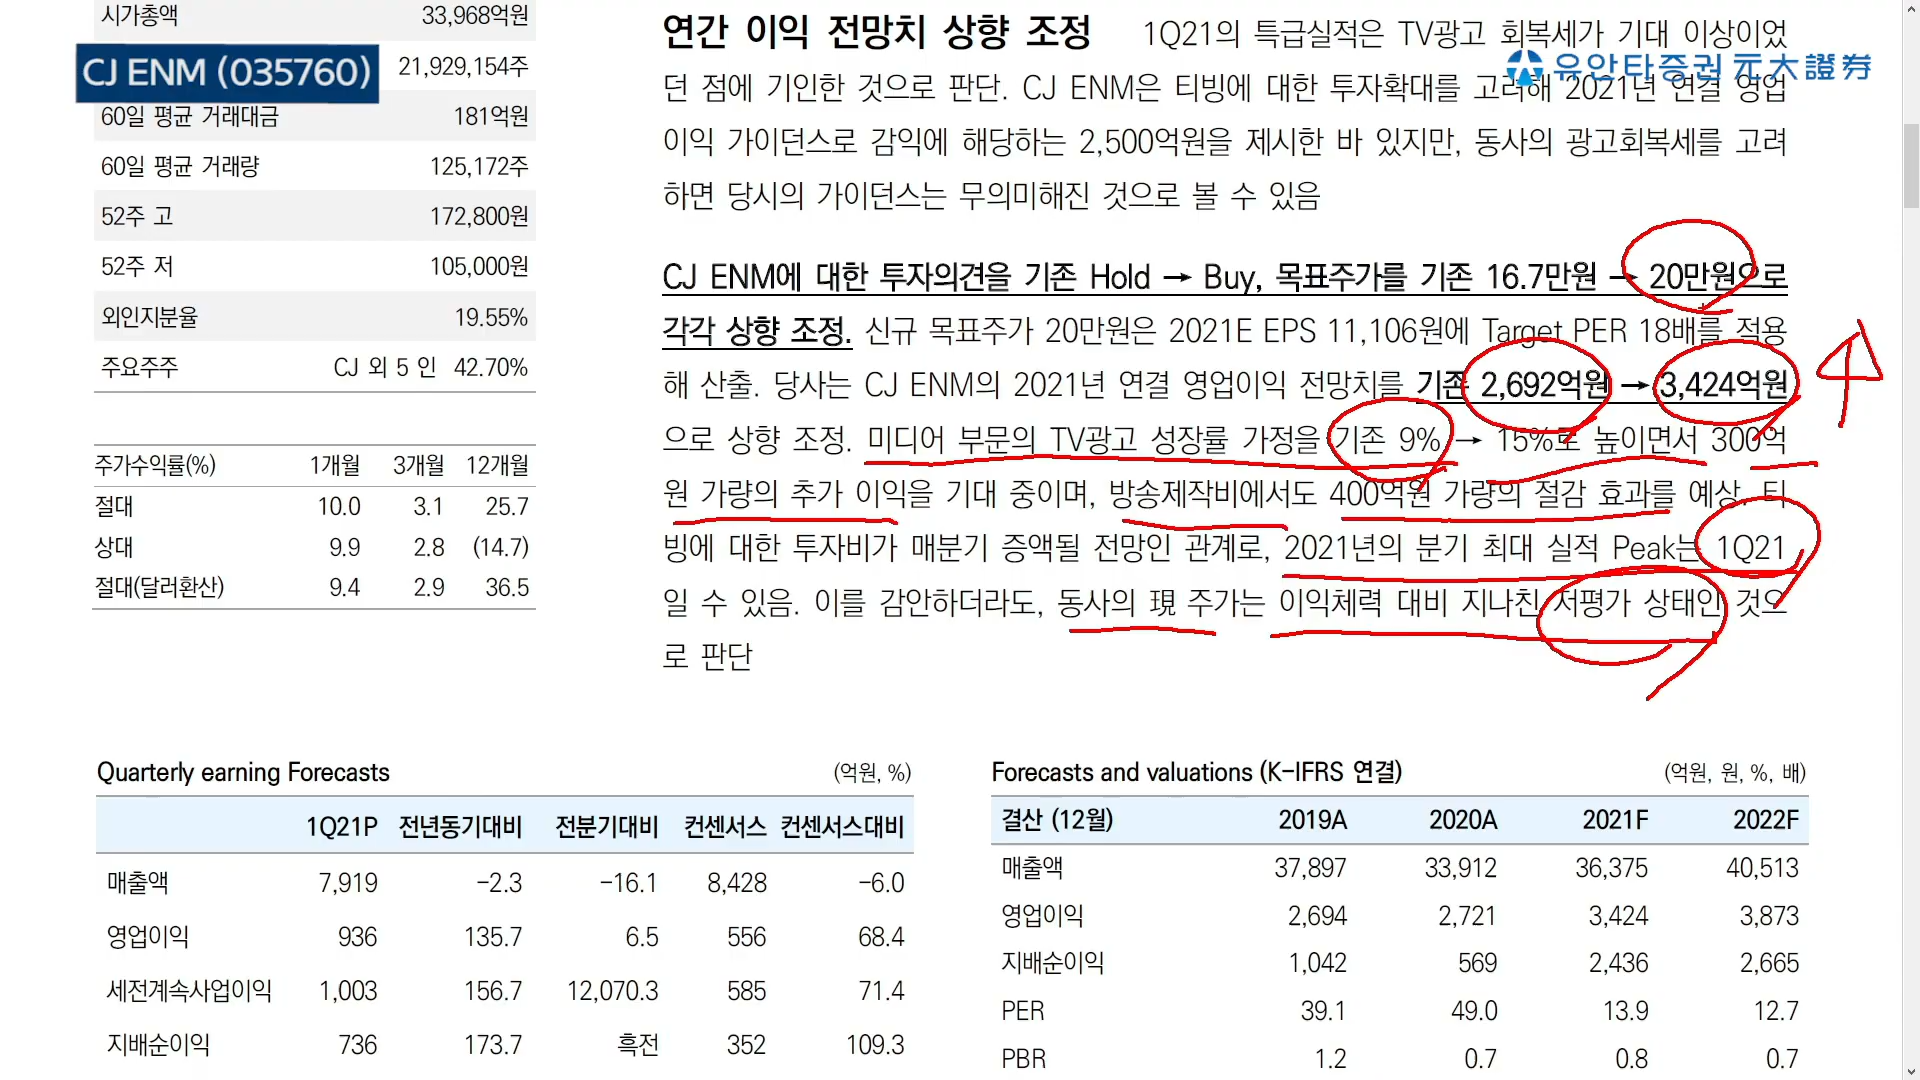 시가총액 33,968억원
CJ ENM (035760) 21,929,154주
60일 평균 거래대금 181억원
60일 평균 거래량 125,172주
52주 고 172,800원
52주 저 105,000원
외인지분율 19.55%
주요주주 CJ 외 5 인 42.70%
주가수익률(%) 1개월 3개월 12개월
절대 10.0 3.1 25.7
상대 9.9 2.8 (14.7)
절대(달러환산) 9.4 2.9 36.5
유안타증권 元大證券
연간 이익 전망치 상향 조정 1Q21의 특급실적은 TV광고 회복세가 기대 이상이었
던 점에 기인한 것으로 판단. CJ ENM은 티빙에 대한 투자확대를 고려해 2021년 연결 영업
이익 가이던스로 감익에 해당하는 2,500억원을 제시한 바 있지만, 동사의 광고회복세를 고려
하면 당시의 가이던스는 무의미해진 것으로 볼 수 있음
CJ ENM에 대한 투자의견을 기존 Hold → Buy, 목표주가를 기존 16.7만원 → 20만원으로
각각 상향 조정. 신규 목표주가 20만원은 2021E EPS 11,106원에 Target PER 18배를 적용
해 산출. 당사는 CJ ENM의 2021년 연결 영업이익 전망치를 기존 2,692억원 → 3,424억원
으로 상향 조정. 미디어 부문의 TV광고 성장률 가정을 기존 9% → 15%로 높이면서 300억
원 가량의 추가 이익을 기대 중이며, 방송제작비에서도 400억원 가량의 절감 효과를 예상. 티
빙에 대한 투자비가 매분기 증액될 전망인 관계로, 2021년의 분기 최대 실적 Peak는 1Q21
일 수 있음. 이를 감안하더라도, 동사의 現 주가는 이익체력 대비 지나친 저평가 상태인 것으
로 판단
Quarterly earning Forecasts (억원, %)
1Q21P 전년동기대비 전분기대비 컨센서스 컨센서스대비
매출액 7,919 -2.3 -16.1 8,428 -6.0
영업이익 936 135.7 6.5 556 68.4
세전계속사업이익 1,003 156.7 12,070.3 585 71.4
지배순이익 736 173.7 흑전 352 109.3
Forecasts and valuations (K-IFRS 연결) (억원, 원, %, 배)
결산 (12월) 2019A 2020A 2021F 2022F
매출액 37,897 33,912 36,375 40,513
영업이익 2,694 2,721 3,424 3,873
지배순이익 1,042 569 2,436 2,665
PER 39.1 49.0 13.9 12.7
PBR 1.2 0.7 0.8 0.7